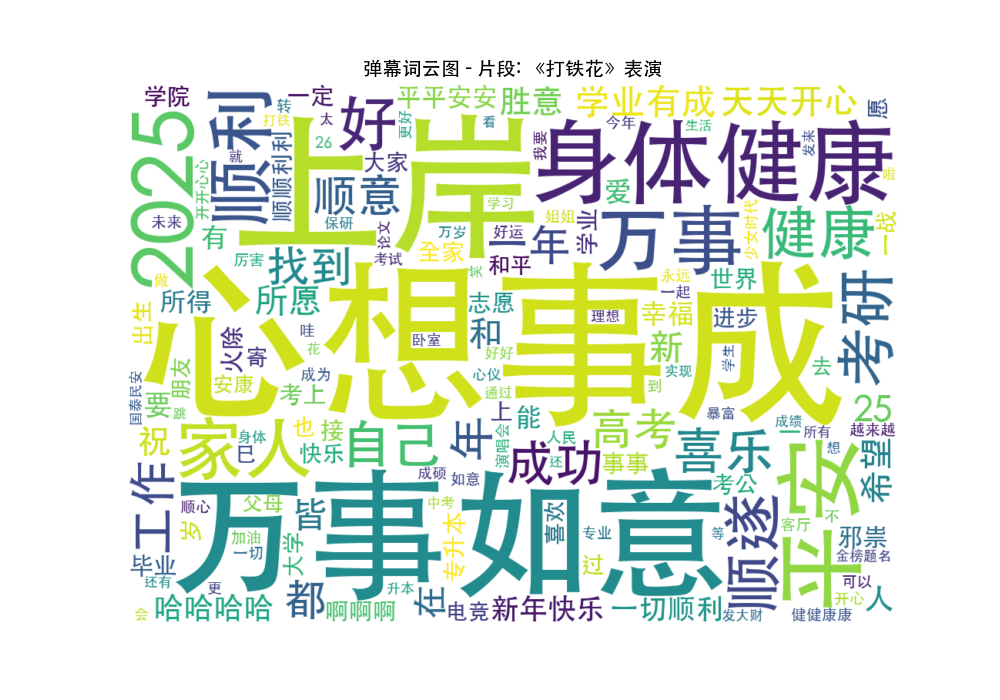 弹幕词云图 - 片段: 《打铁花》表演
学院
顺利
转
一定
平平安安
胜意
学业有成
天天开心
愿
打铁
太
好
更好
看
今年
生活
发来
2025
就
26
上岸
我要
身体健康
开开心心
顺顺利利
大家
顺意
爱
学习
姐姐
带
未来
保研
论文
万岁
好运
学业
少女时代
一战
有
找到
考试
全家
一年
万事
健康
厉害
笑
和平
永远
世界
做
所得
所愿
志愿
一起
考研
出生
心想事成
理想
幸福
进步
火除
哇
和
新
花
卧室
好好
学生
去
国泰民安
朋友
安康
成为
心仪
实现
到
跳
考上
通过
暴富
上
能
高考
25
祝
家人
也
接
自己
年
演唱会
人民
成绩
一
所有
越来越
身体
巳
快乐
成功
还
事事
喜乐
想
希望
工作
万事如意
成硕
如意
考公
平安
顺心
父母
皆
中考
喜欢
顺遂
不
岁
加油
专升本
专业
等
客厅
邪祟
毕业
一切
大学
过
金榜题名
还有
更
升本
可以
会
哈哈哈哈
都
啊啊啊
在
电竞
新年快乐
一切顺利
发大财
开心
人
健健康康